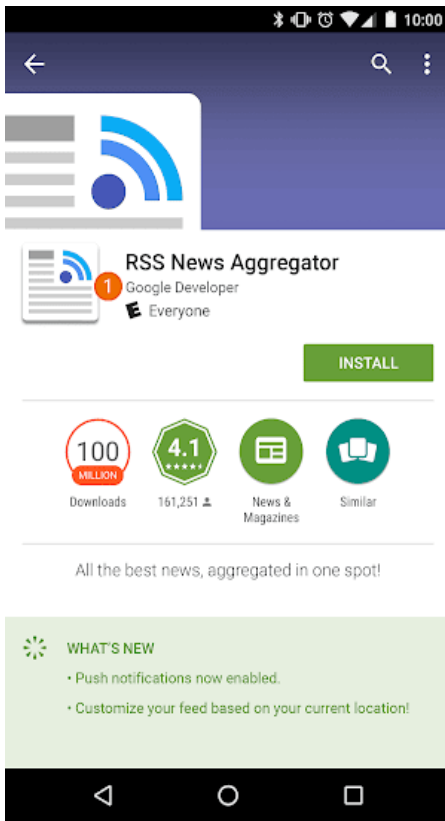 10:00
RSS News Aggregator
1
Google Developer
E Everyone
INSTALL
100
MILLION
4.1
Downloads
161,251
News &
Magazines
Similar
All the best news, aggregated in one spot!
WHAT'S NEW
• Push notifications now enabled.
• Customize your feed based on your current location!